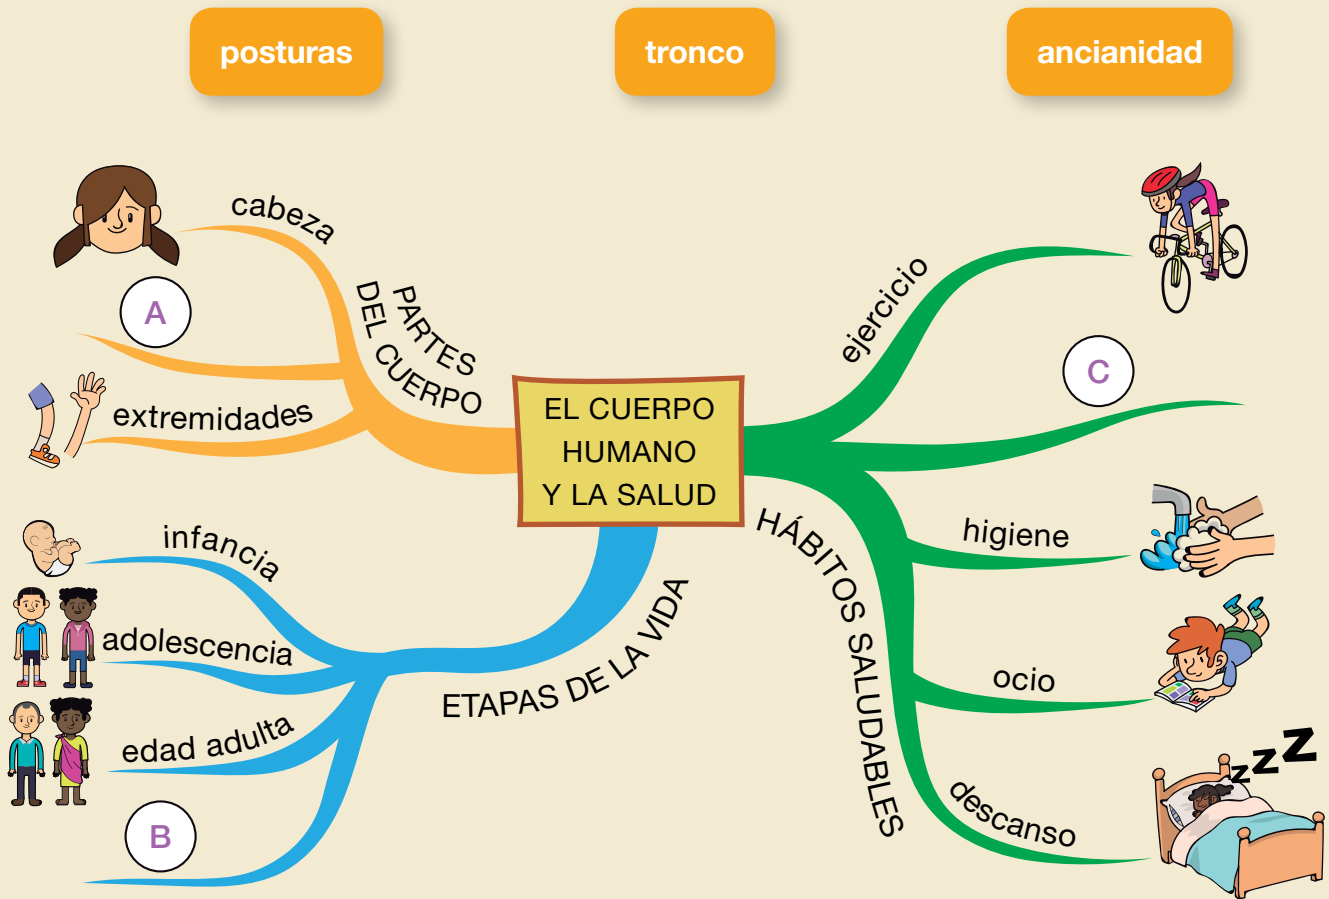 posturas
tronco
ancianidad
cabeza
PARTES
DEL CUERPO
A
extremidades
infancia
adolescencia
edad adulta
B
ETAPAS DE LA VIDA
EL CUERPO
HUMANO
Y LA SALUD
ejercicio
C
higiene
HÁBITOS SALUDABLES
ocio
descanso
zzZ